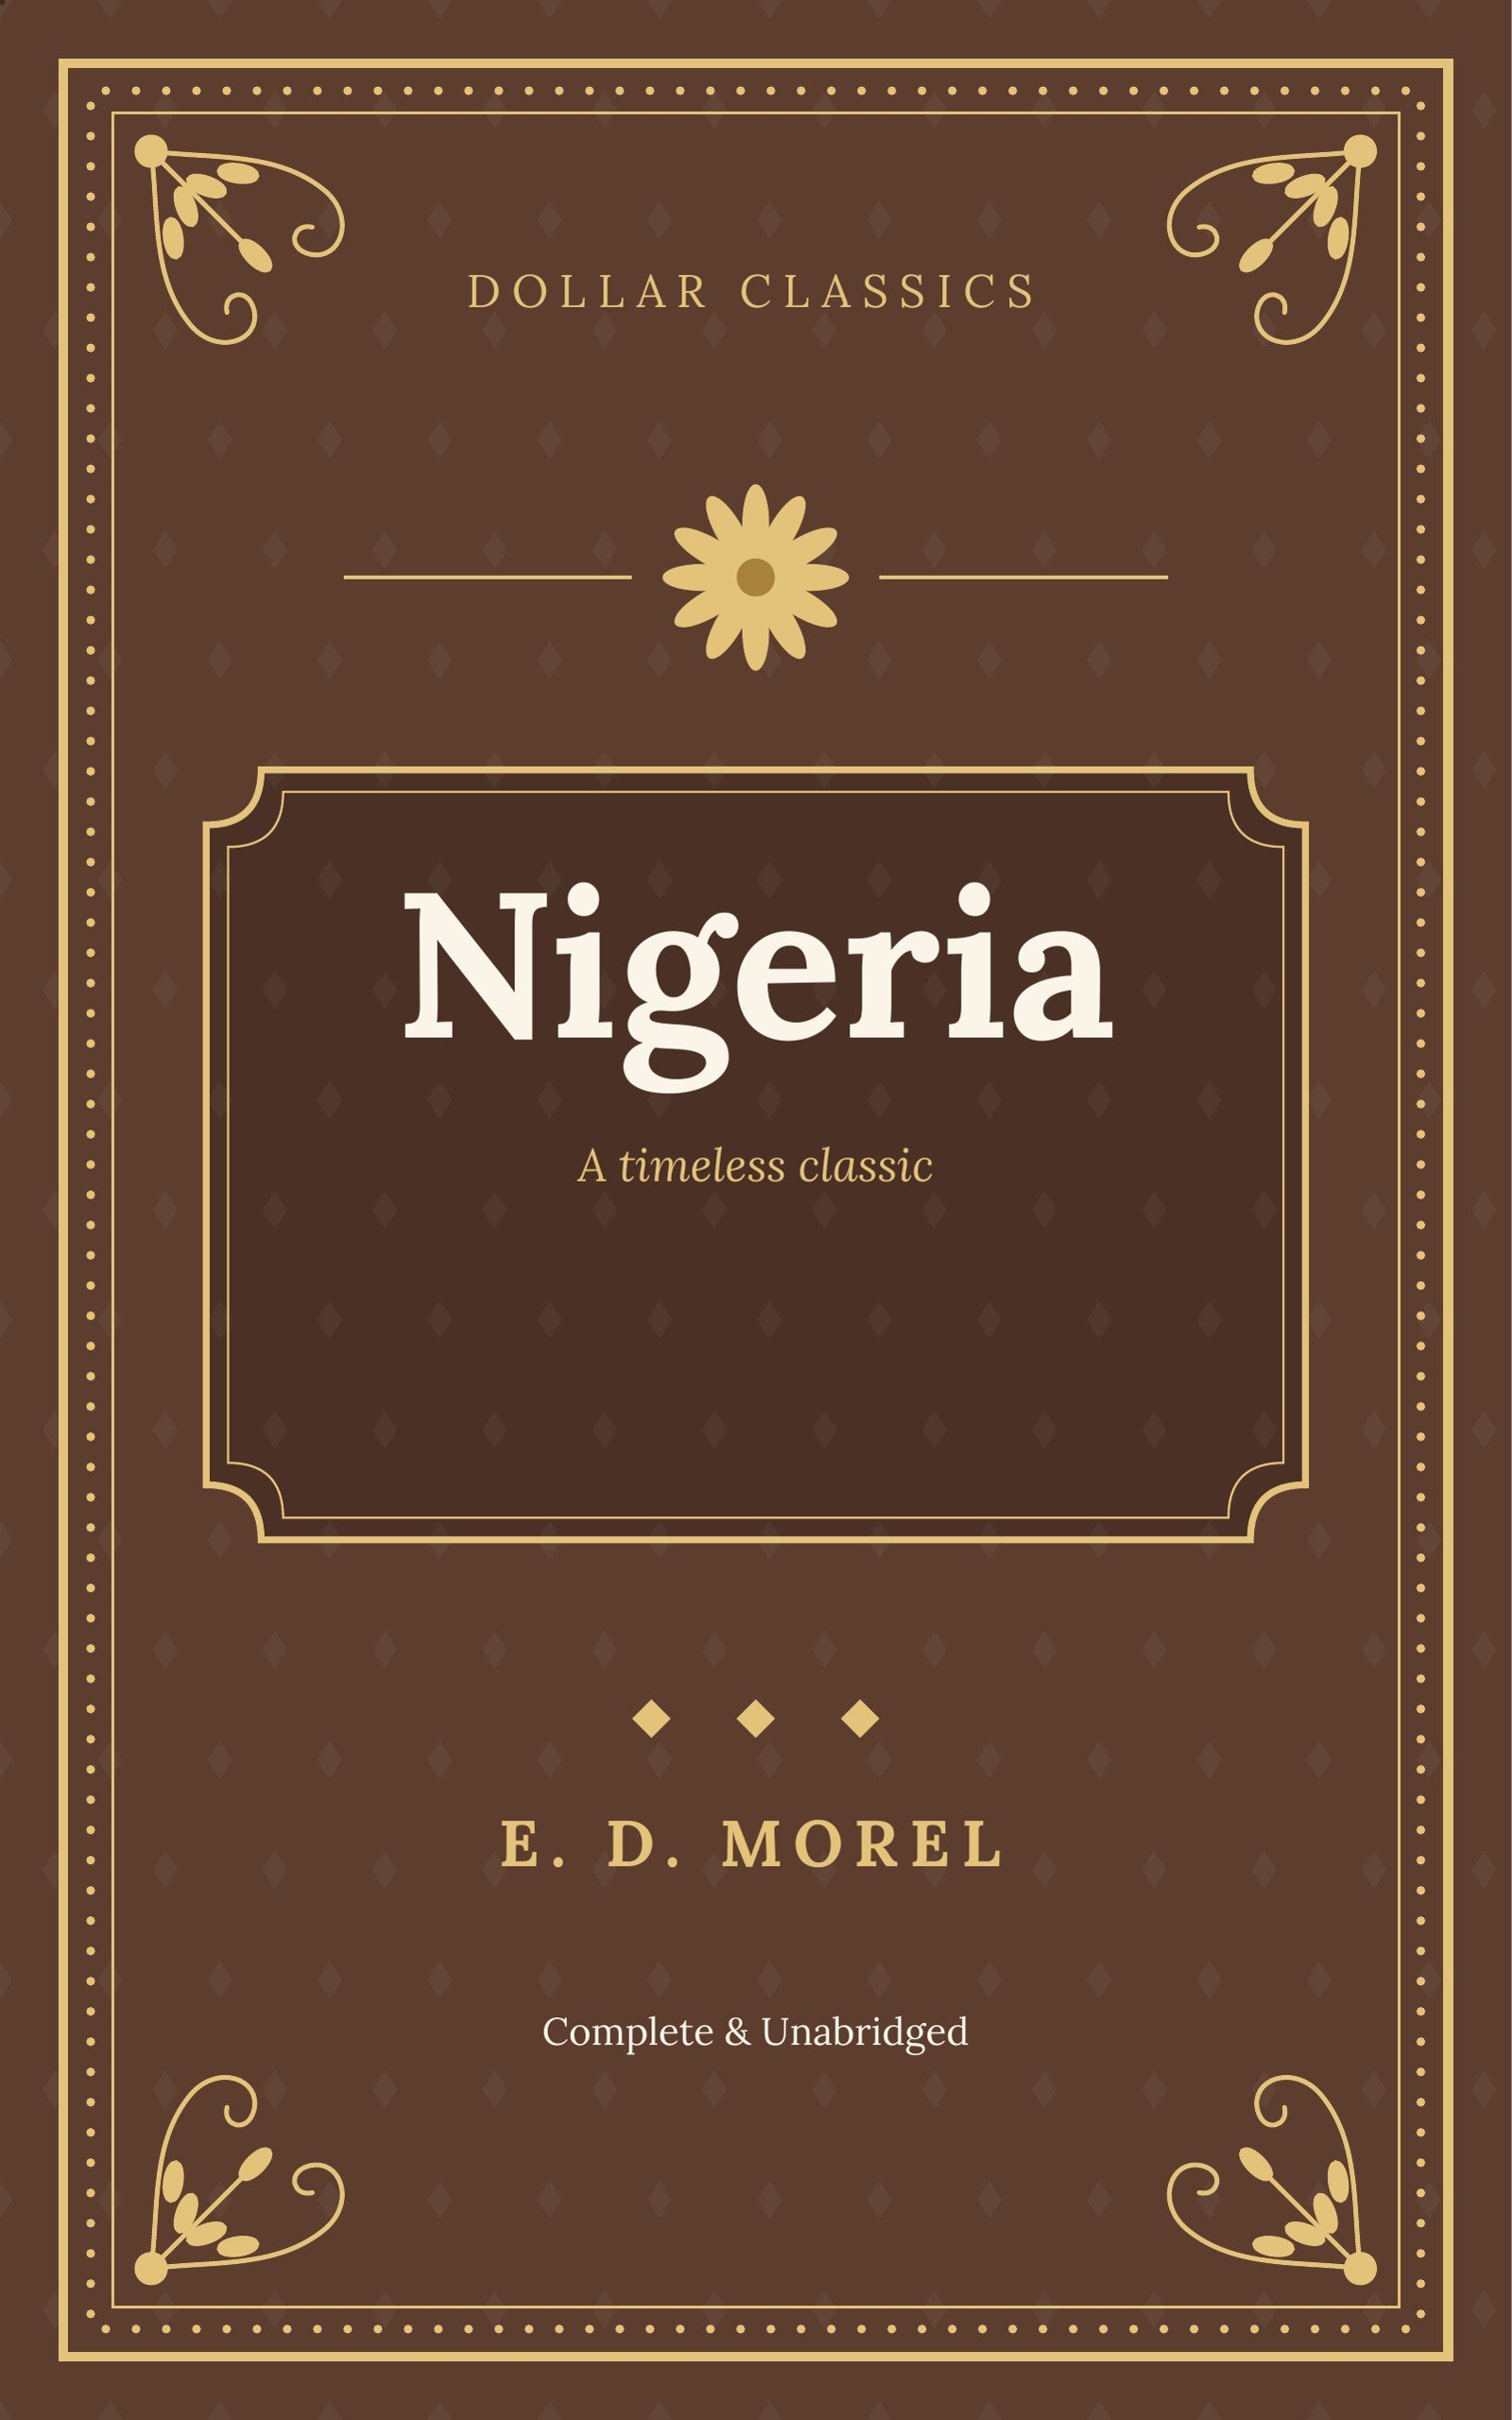 DOLLAR CLASSICS
Nigeria
A timeless classic
E. D. MOREL
Complete & Unabridged